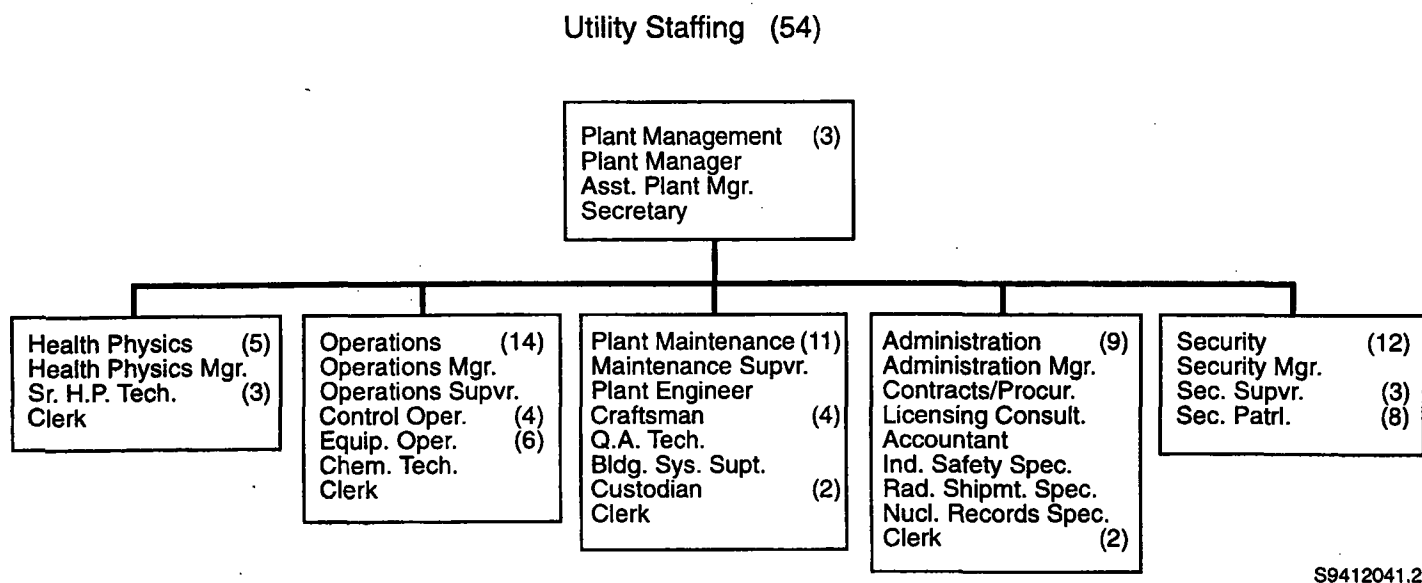 Utility Staffing (54)
Plant Management (3)
Plant Manager
Asst. Plant Mgr.
Secretary
Health Physics (5)
Health Physics Mgr.
Sr. H.P. Tech. (3)
Clerk
Operations (14)
Operations Mgr.
Operations Supvr.
Control Oper. (4)
Equip. Oper. (6)
Chem. Tech.
Clerk
Plant Maintenance (11)
Maintenance Supvr.
Plant Engineer
Craftsman (4)
Q.A. Tech.
Bldg. Sys. Supt.
Custodian (2)
Clerk
Administration (9)
Administration Mgr.
Contracts/Procur.
Licensing Consult.
Accountant
Ind. Safety Spec.
Rad. Shipmt. Spec.
Nucl. Records Spec.
Clerk (2)
Security (12)
Security Mgr.
Sec. Supvr. (3)
Sec. Patrl. (8)
S9412041.2